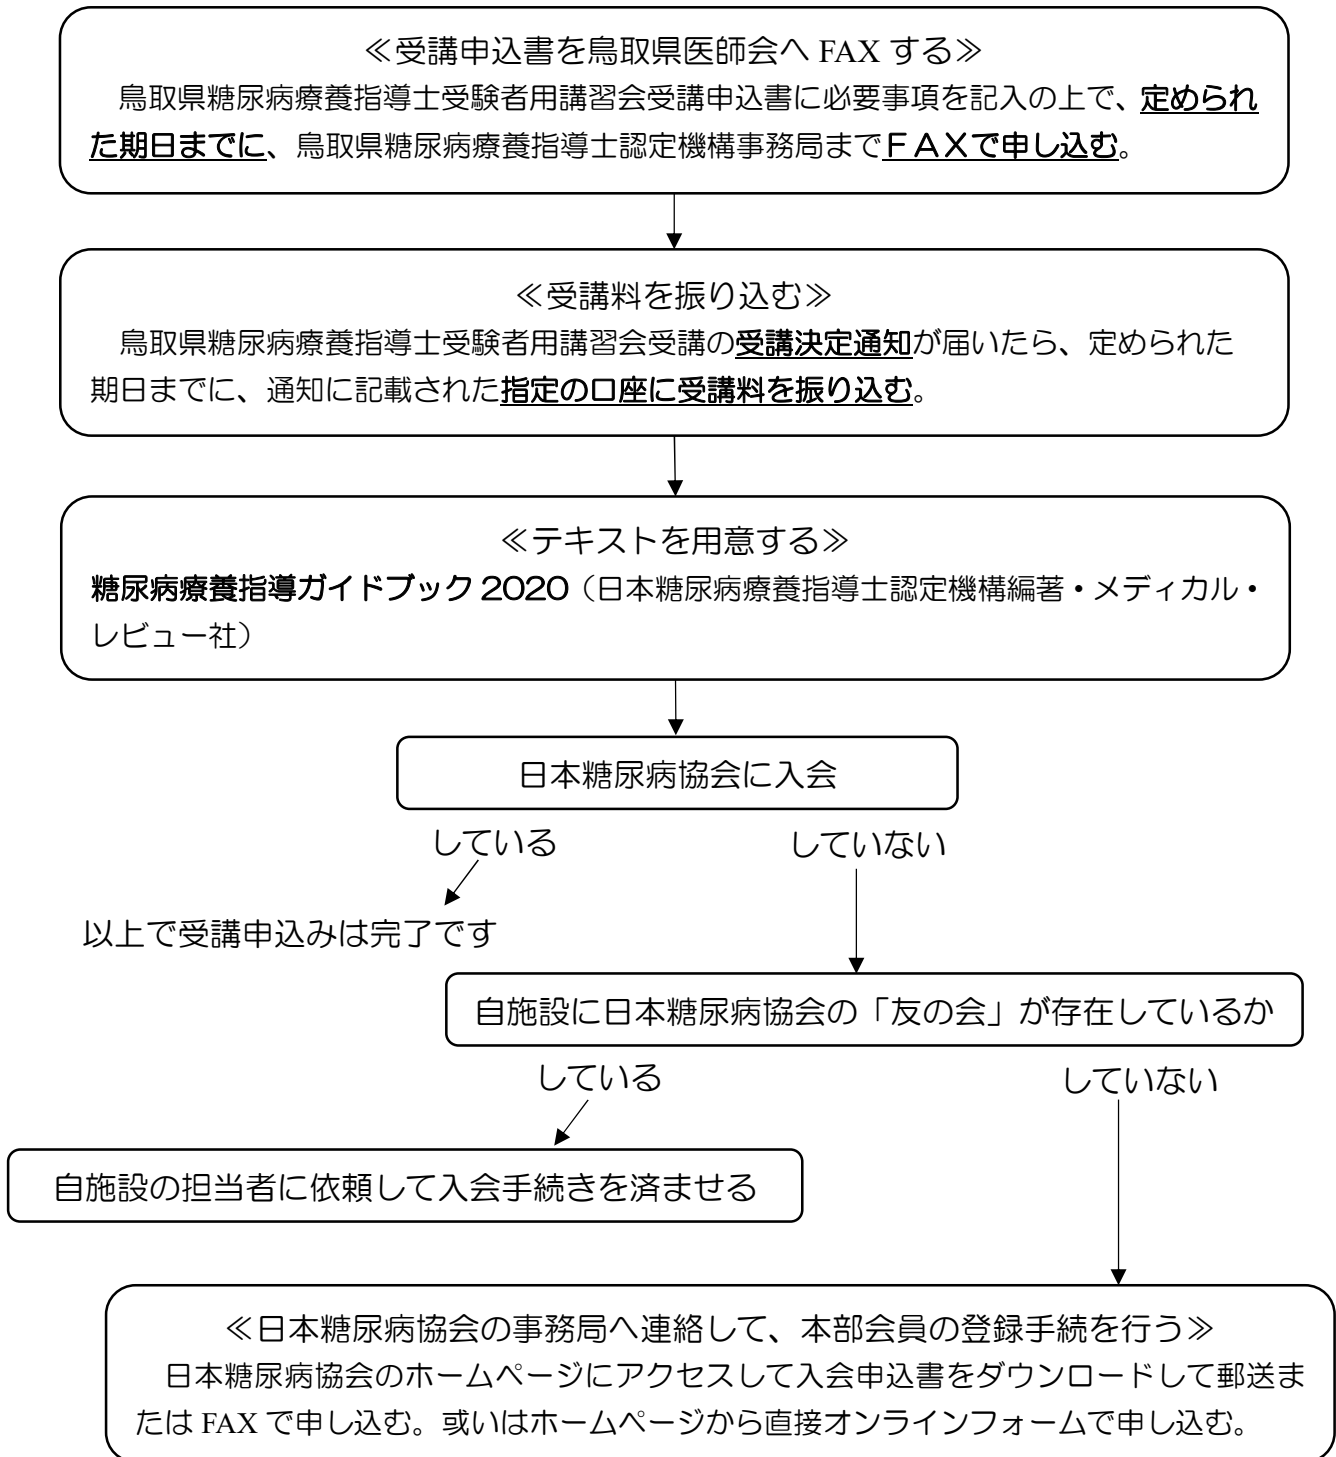 ≪受講申込書を鳥取県医師会へ FAX する≫
鳥取県糖尿病療養指導士受験者用講習会受講申込書に必要事項を記入の上で、定められ
た期日までに、鳥取県糖尿病療養指導士認定機構事務局までＦＡＸで申し込む。
≪受講料を振り込む≫
鳥取県糖尿病療養指導士受験者用講習会受講の受講決定通知が届いたら、定められた
期日までに、通知に記載された指定の口座に受講料を振り込む。
≪テキストを用意する≫
糖尿病療養指導ガイドブック 2020（日本糖尿病療養指導士認定機構編著・メディカル・
レビュー社）
日本糖尿病協会に入会
している
していない
以上で受講申込みは完了です
自施設に日本糖尿病協会の「友の会」が存在しているか
している
していない
自施設の担当者に依頼して入会手続きを済ませる
≪日本糖尿病協会の事務局へ連絡して、本部会員の登録手続を行う≫
日本糖尿病協会のホームページにアクセスして入会申込書をダウンロードして郵送ま
たは FAX で申し込む。或いはホームページから直接オンラインフォームで申し込む。